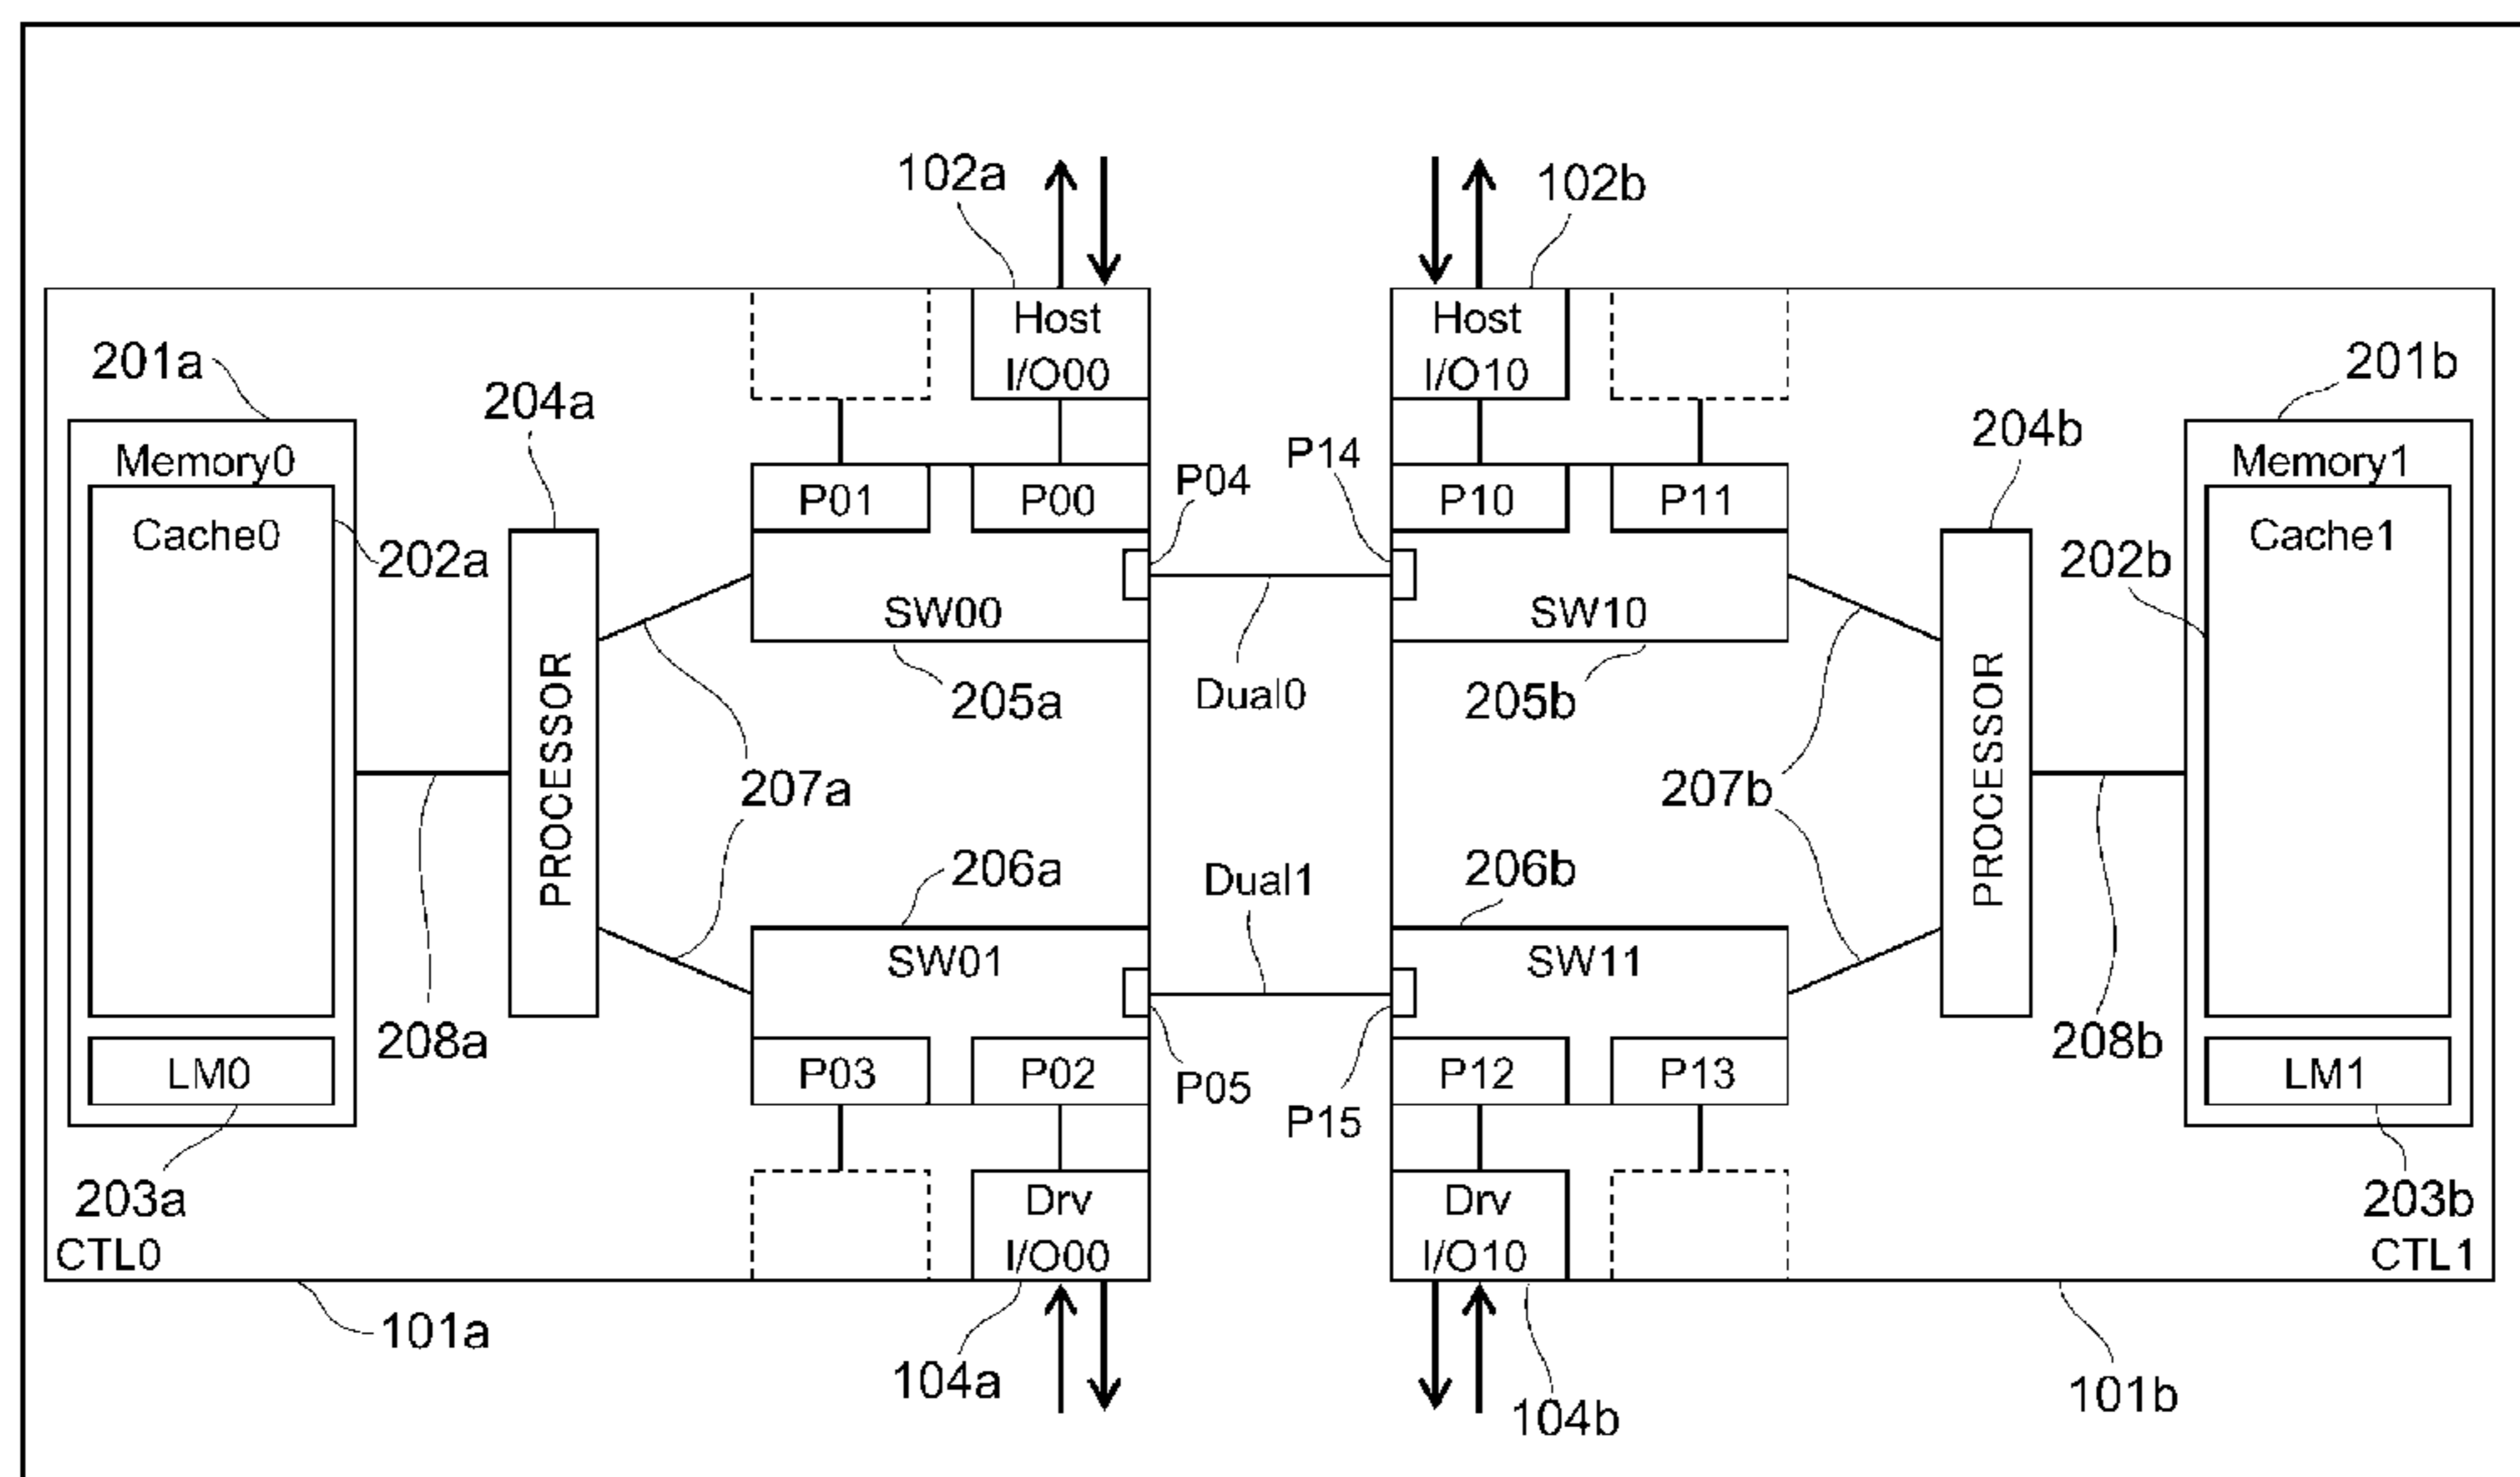 102a
102b
Host
I/O00
Host
I/O10
201a
201b
204a
204b
P14
P04
Memory0
Memory1
P01
P00
P10
P11
Cache0
Cache1
202a
202b
SW00
SW10
205a
Dual0
205b
PROCESSOR
PROCESSOR
207a
207b
206a
Dual1
206b
SW01
SW11
208a
208b
LM0
P03
P02
P05
P15
P12
P13
LM1
203a
203b
Drv
I/O00
Drv
I/O10
CTL0
CTL1
101a
104a
104b
101b